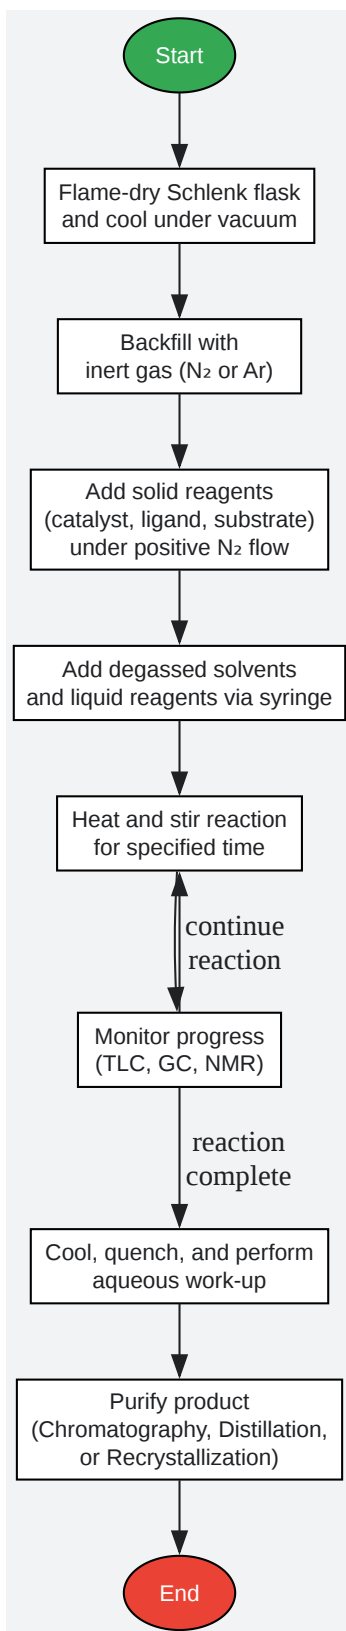 Start
Flame-dry Schlenk flask
and cool under vacuum
Backfill with
inert gas (N₂ or Ar)
Add solid reagents
(catalyst, ligand, substrate)
under positive N₂ flow
Add degassed solvents
and liquid reagents via syringe
Heat and stir reaction
for specified time
continue
reaction
Monitor progress
(TLC, GC, NMR)
reaction
complete
Cool, quench, and perform
aqueous work-up
Purify product
(Chromatography, Distillation,
or Recrystallization)
End